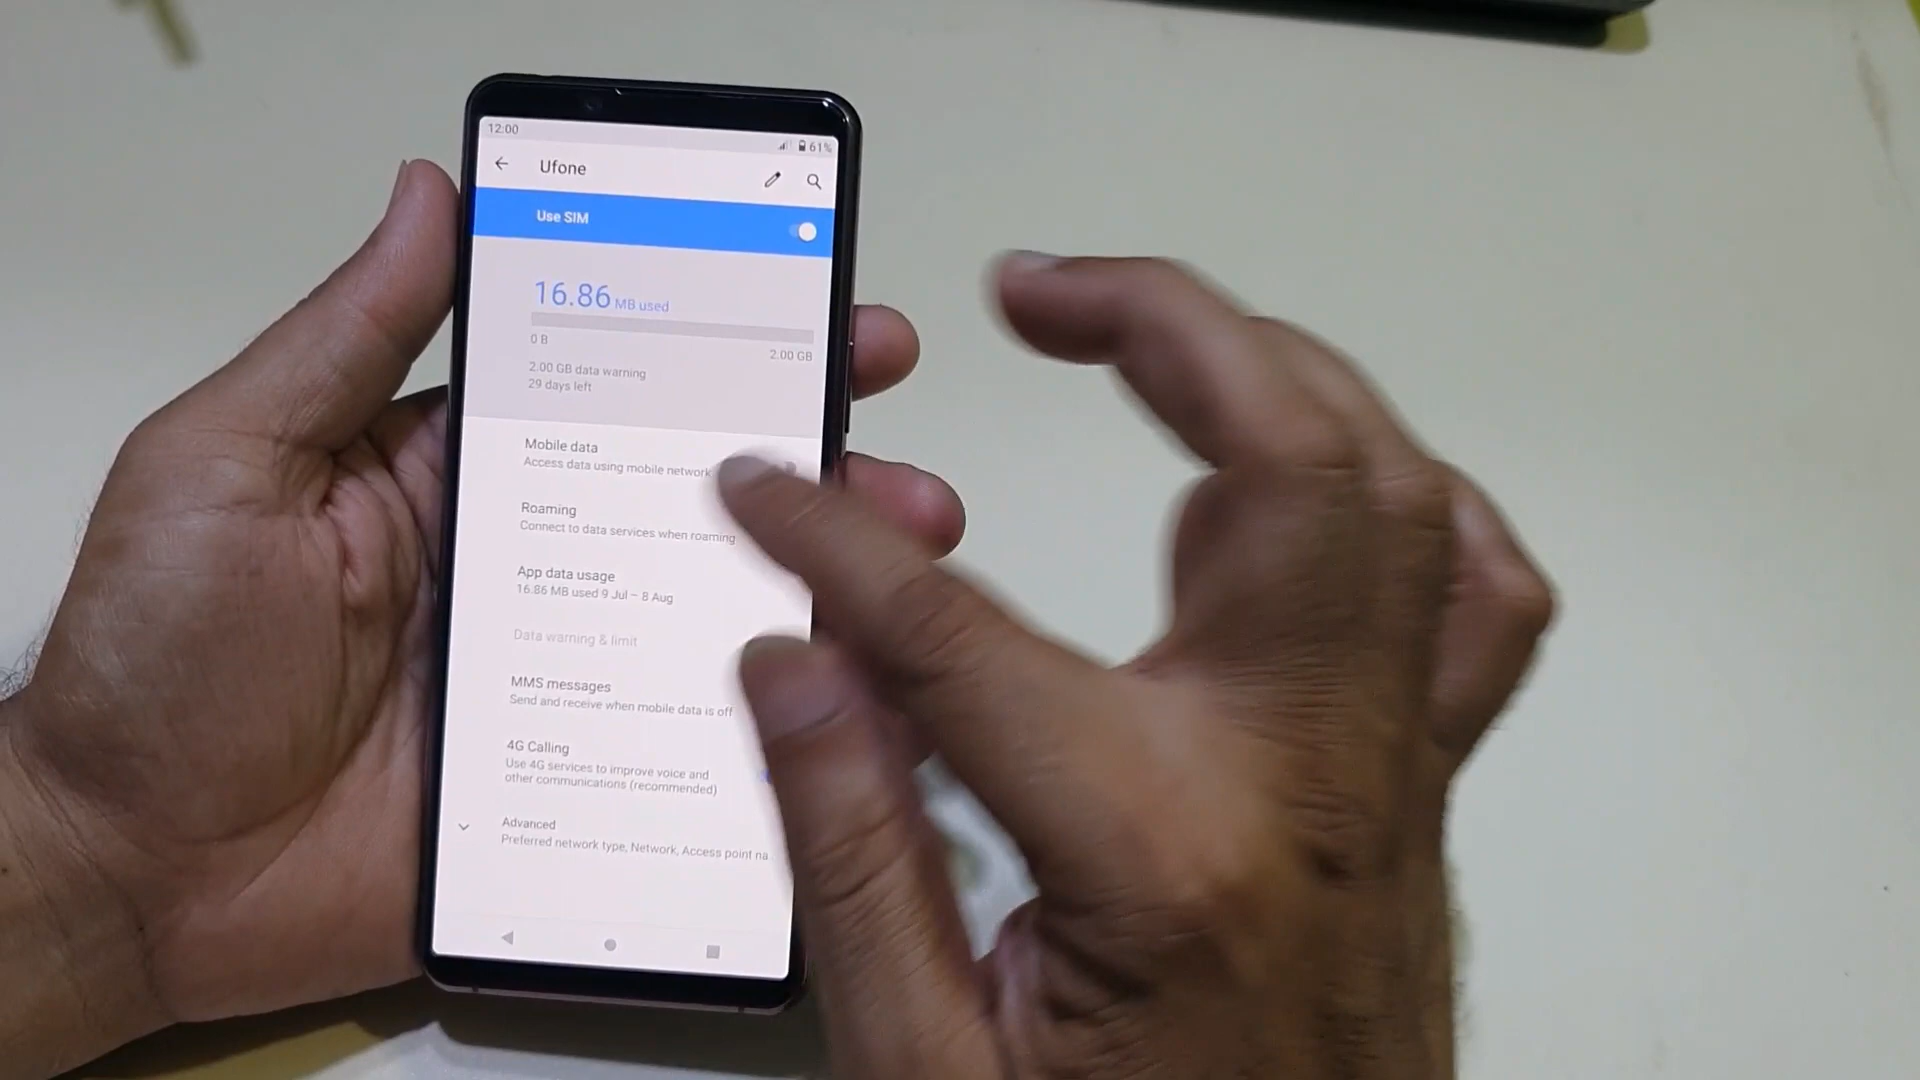 12:00
61%
Ufone
Use SIM
16.86 MB used
0 B
2.00 GB
2.00 GB data warning
29 days left
Mobile data
Access data using mobile network
Roaming
Connect to data services when roaming
App data usage
16.86 MB used 9 Jul – 8 Aug
Data warning & limit
MMS messages
Send and receive when mobile data is off
4G Calling
Use 4G services to improve voice and
other communications (recommended)
Advanced
Preferred network type, Network, Access point na..